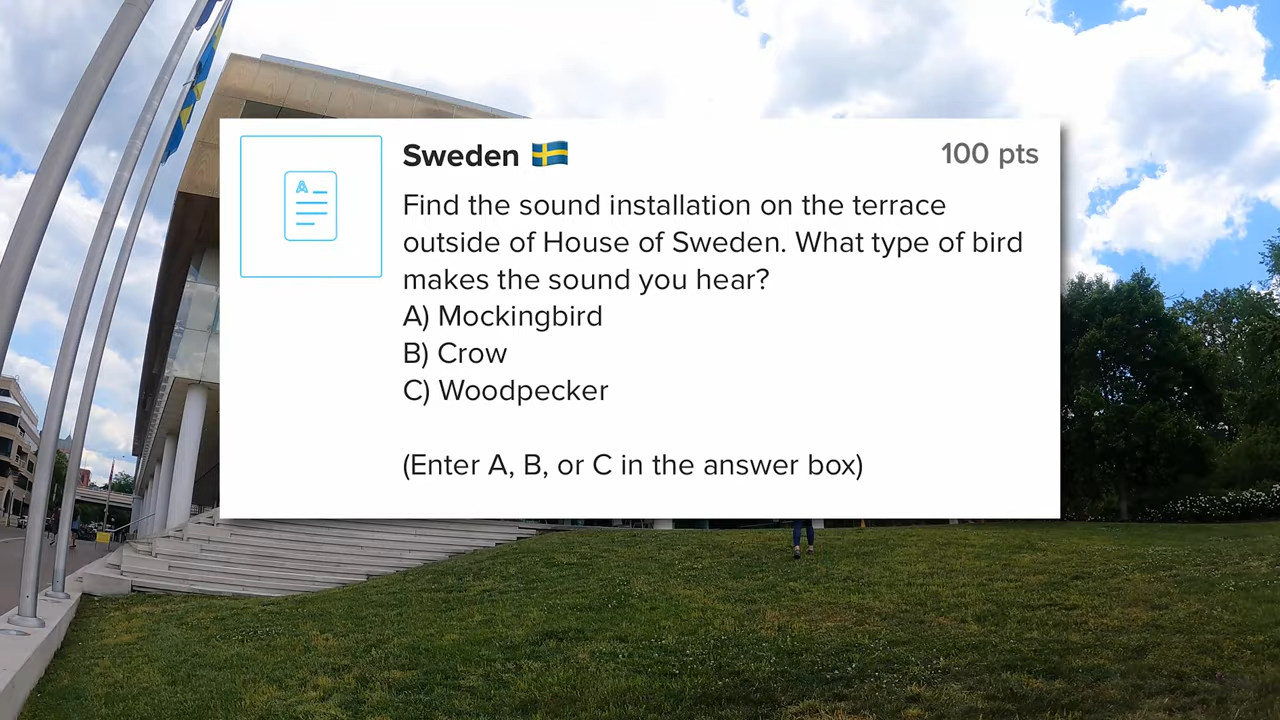 Sweden 🇸🇪
100 pts
Find the sound installation on the terrace
outside of House of Sweden. What type of bird
makes the sound you hear?
A) Mockingbird
B) Crow
C) Woodpecker
(Enter A, B, or C in the answer box)
A